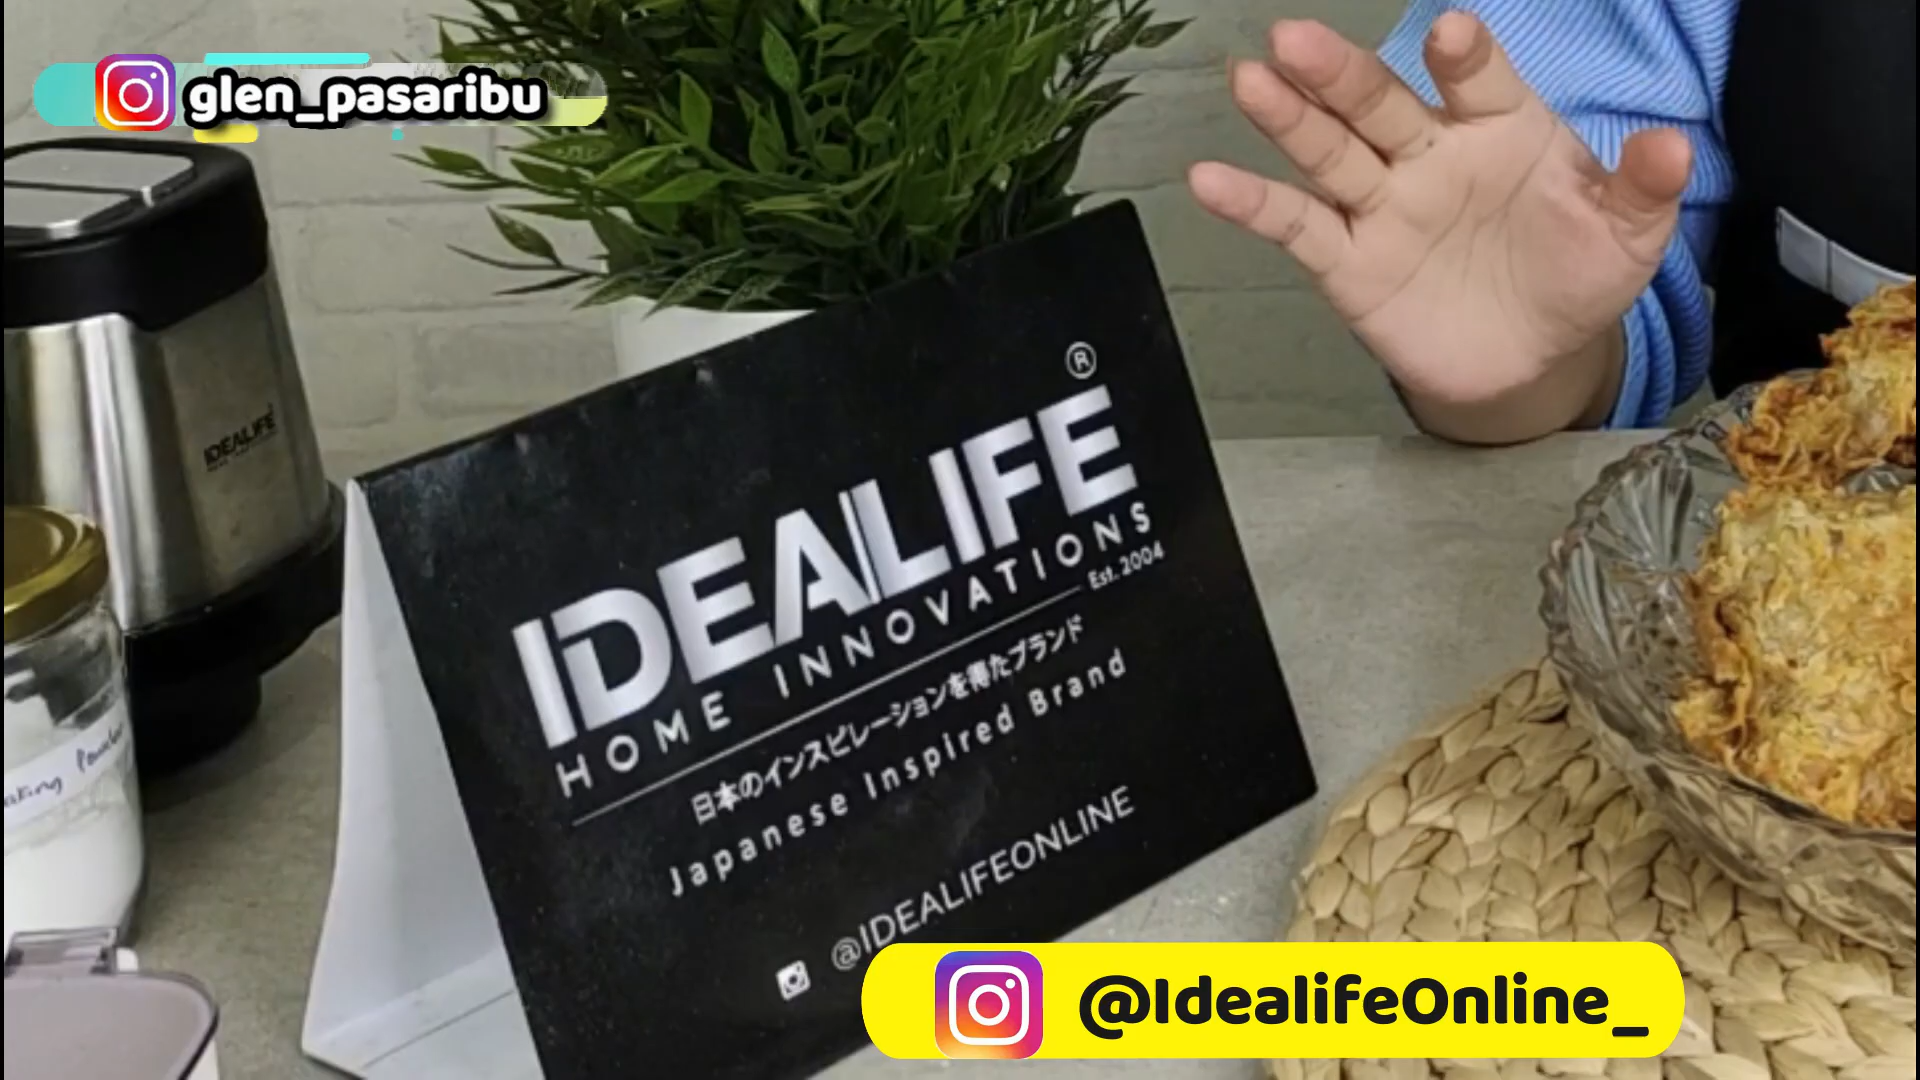 glen_pasaribu
IDEALIFE
IDEALIFE
®
HOME INNOVATIONS
Est. 2004
日本のインスピレーションを得たブランド
Japanese Inspired Brand
@IDEALIFEONLINE
@IdealifeOnline_